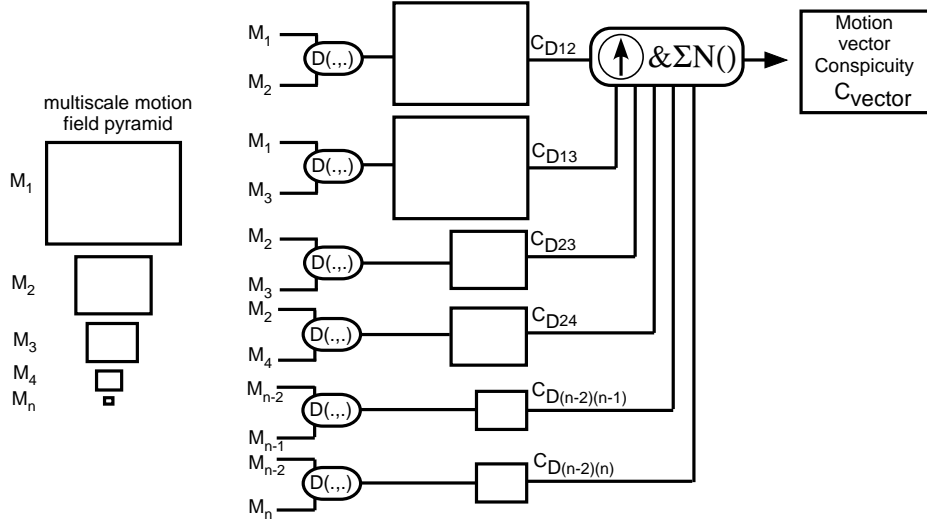 multiscale motion
field pyramid
M1
M2
M3
M4
Mn
M1
M2
D(.,.)
CD12
M1
M3
D(.,.)
CD13
M2
M3
D(.,.)
CD23
M2
M4
D(.,.)
CD24
Mn-2
Mn-1
D(.,.)
CD(n-2)(n-1)
Mn-2
Mn
D(.,.)
CD(n-2)(n)
&ΣN()
Motion
vector
Conspicuity
Cvector